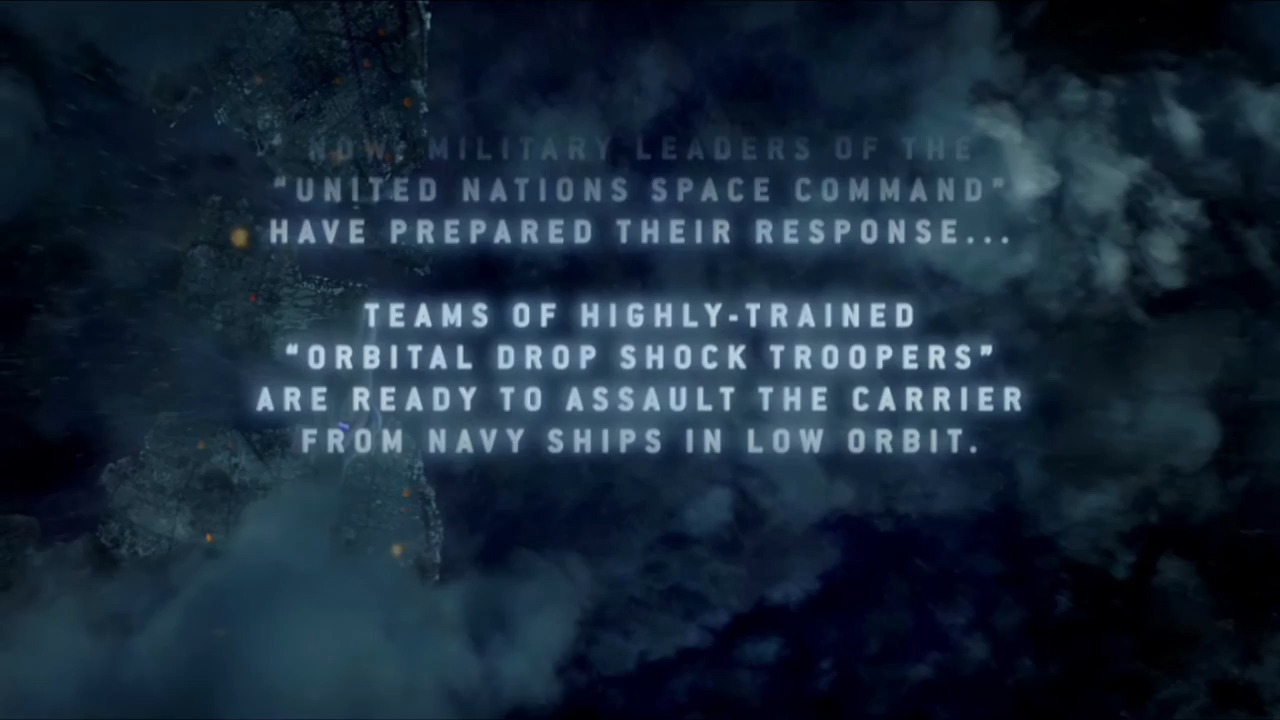 NOW, MILITARY LEADERS OF THE
“UNITED NATIONS SPACE COMMAND”
HAVE PREPARED THEIR RESPONSE...
TEAMS OF HIGHLY-TRAINED
“ORBITAL DROP SHOCK TROOPERS”
ARE READY TO ASSAULT THE CARRIER
FROM NAVY SHIPS IN LOW ORBIT.